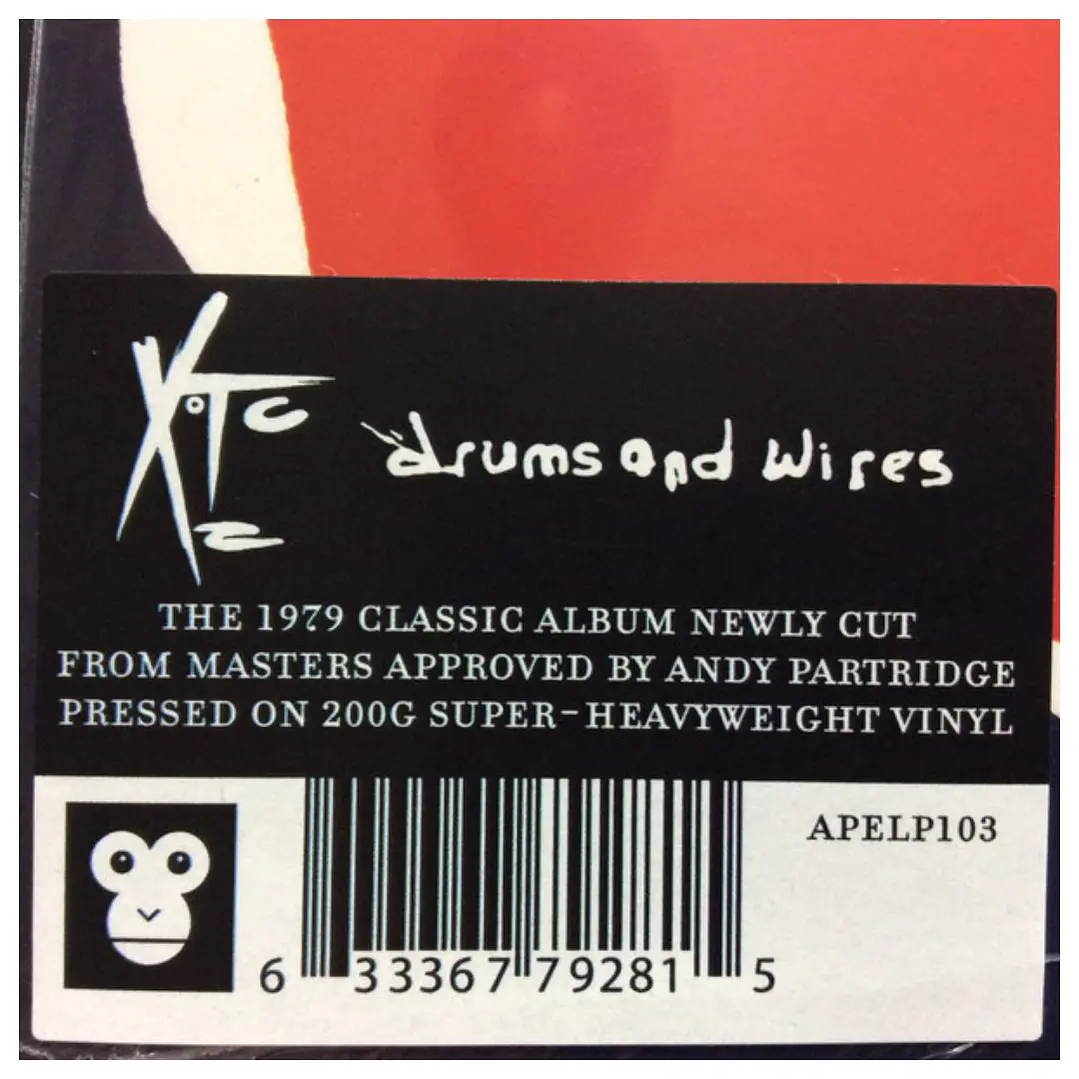 XTC
drums and wires
THE 1979 CLASSIC ALBUM NEWLY CUT
FROM MASTERS APPROVED BY ANDY PARTRIDGE
PRESSED ON 200G SUPER-HEAVYWEIGHT VINYL
APELP103
6 33367 79281 5